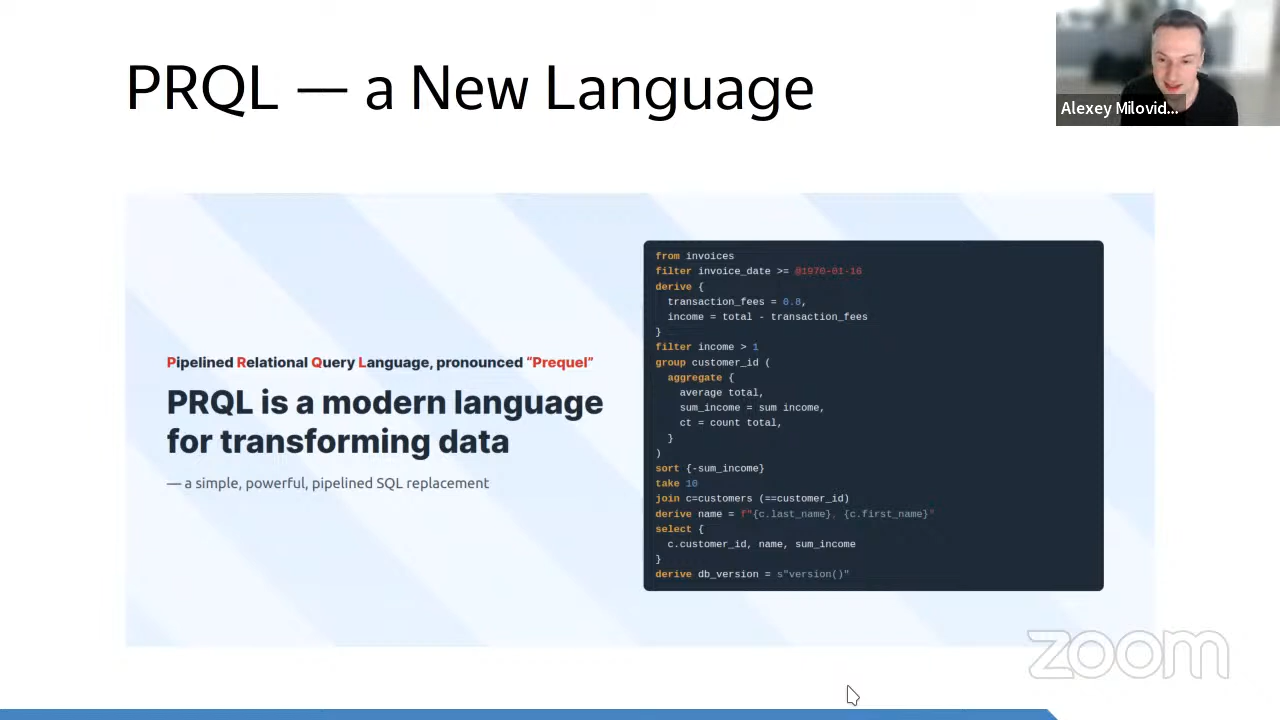 PRQL — a New Language
Alexey Milovid...
Pipelined Relational Query Language, pronounced “Prequel”
PRQL is a modern language
for transforming data
— a simple, powerful, pipelined SQL replacement
from invoices
filter invoice_date >= @1970-01-16
derive {
  transaction_fees = 0.8,
  income = total - transaction_fees
}
filter income > 1
group customer_id (
  aggregate {
    average total,
    sum_income = sum income,
    ct = count total,
  }
)
sort {-sum_income}
take 10
join c=customers (==customer_id)
derive name = f"{c.last_name}, {c.first_name}"
select {
  c.customer_id, name, sum_income
}
derive db_version = s"version()"
zoom